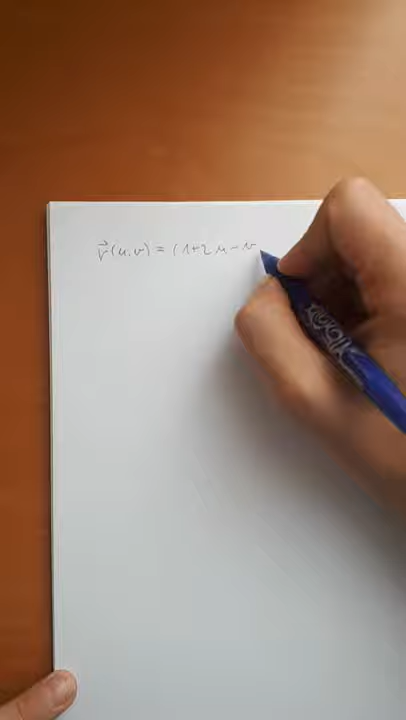 r⃗(u,v) = (1+2u-v